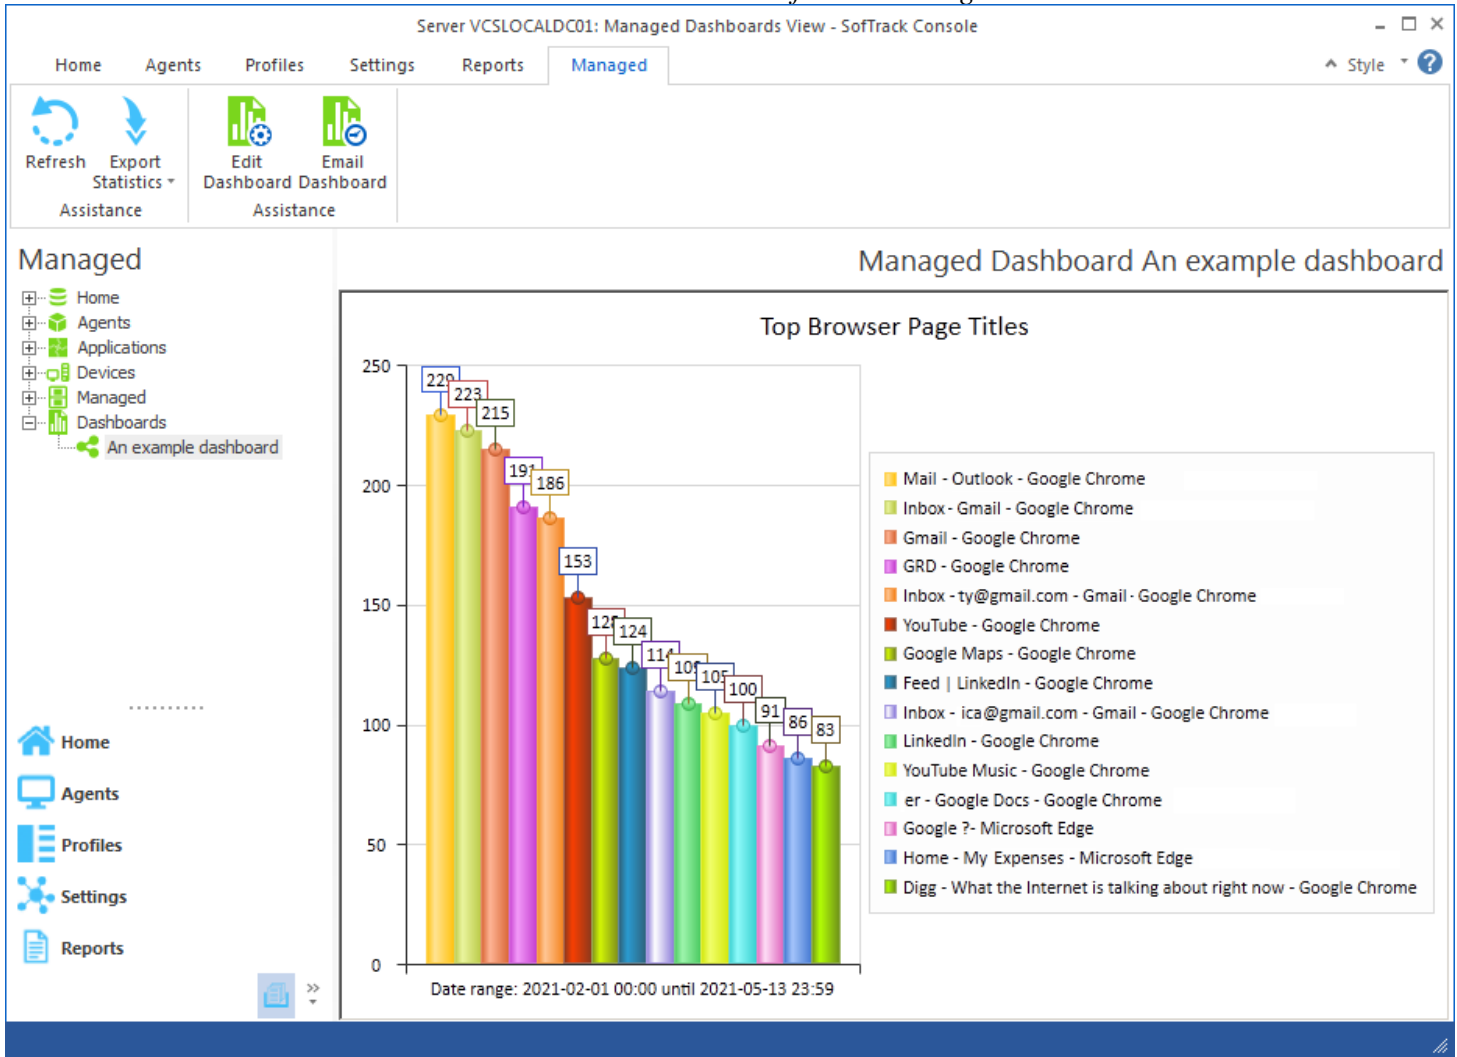 Server VCSLOCALDC01: Managed Dashboards View - SofTrack Console
Home Agents Profiles Settings Reports Managed Style
Refresh
Export
Statistics
Edit
Dashboard
Email
Dashboard
Assistance
Assistance
Managed
Managed Dashboard An example dashboard
Home
Agents
Applications
Devices
Managed
Dashboards
An example dashboard
Home
Agents
Profiles
Settings
Reports
Top Browser Page Titles
250
200
150
100
50
0
229
223
215
191
186
153
128
124
114
109
105
100
91
86
83
Date range: 2021-02-01 00:00 until 2021-05-13 23:59
Mail - Outlook - Google Chrome
Inbox - Gmail - Google Chrome
Gmail - Google Chrome
GRD - Google Chrome
Inbox - ty@gmail.com - Gmail - Google Chrome
YouTube - Google Chrome
Google Maps - Google Chrome
Feed | LinkedIn - Google Chrome
Inbox - ica@gmail.com - Gmail - Google Chrome
LinkedIn - Google Chrome
YouTube Music - Google Chrome
er - Google Docs - Google Chrome
Google ?- Microsoft Edge
Home - My Expenses - Microsoft Edge
Digg - What the Internet is talking about right now - Google Chrome